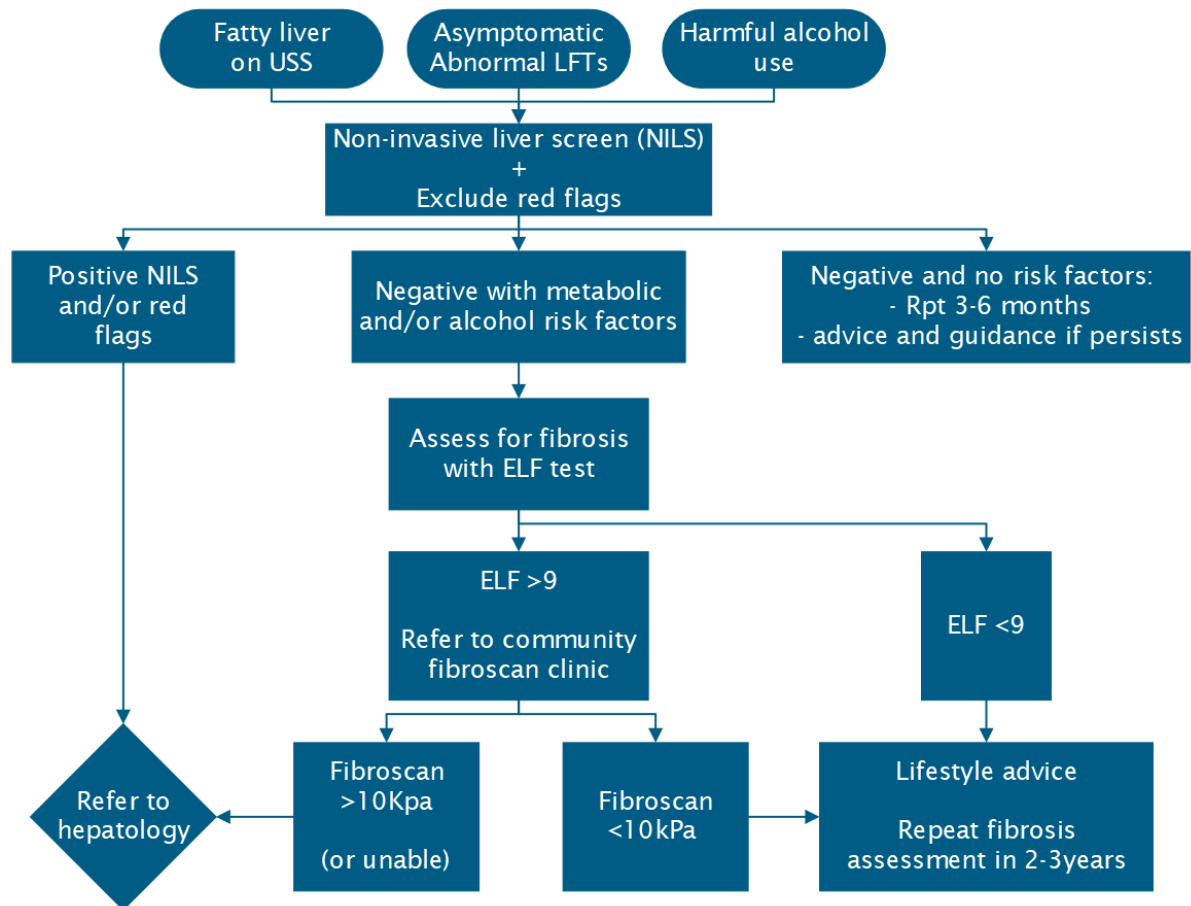 Fatty liver
on USS
Asymptomatic
Abnormal LFTs
Harmful alcohol
use
Non-invasive liver screen (NILS)
+
Exclude red flags
Positive NILS
and/or red
flags
Negative with metabolic
and/or alcohol risk factors
Negative and no risk factors:
- Rpt 3-6 months
- advice and guidance if persists
Assess for fibrosis
with ELF test
ELF >9
Refer to community
fibroscan clinic
ELF <9
Refer to
hepatology
Fibroscan
>10Kpa
(or unable)
Fibroscan
<10kPa
Lifestyle advice
Repeat fibrosis
assessment in 2-3years